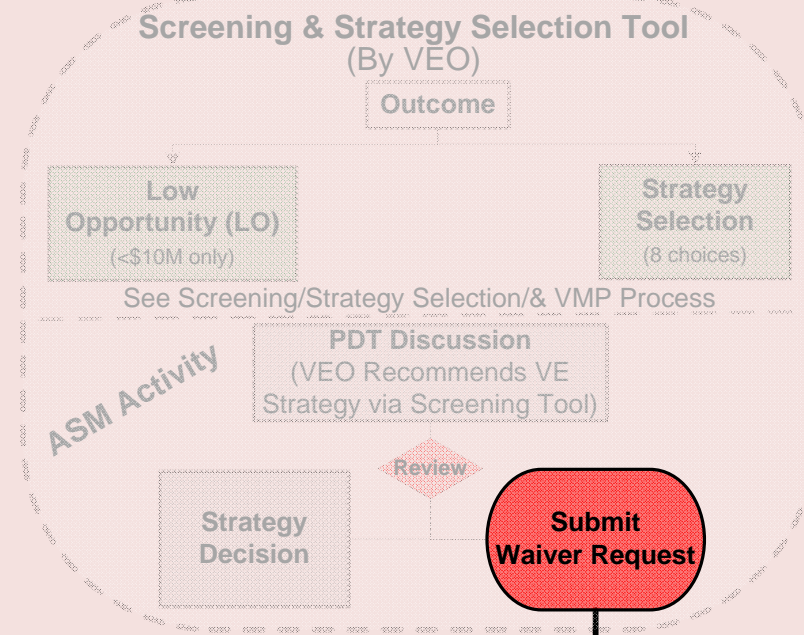 Screening & Strategy Selection Tool
(By VEO)
Outcome
Low
Opportunity (LO)
(<$10M only)
Strategy
Selection
(8 choices)
See Screening/Strategy Selection/& VMP Process
ASM Activity
PDT Discussion
(VEO Recommends VE
Strategy via Screening Tool)
Review
Strategy
Decision
Submit
Waiver Request